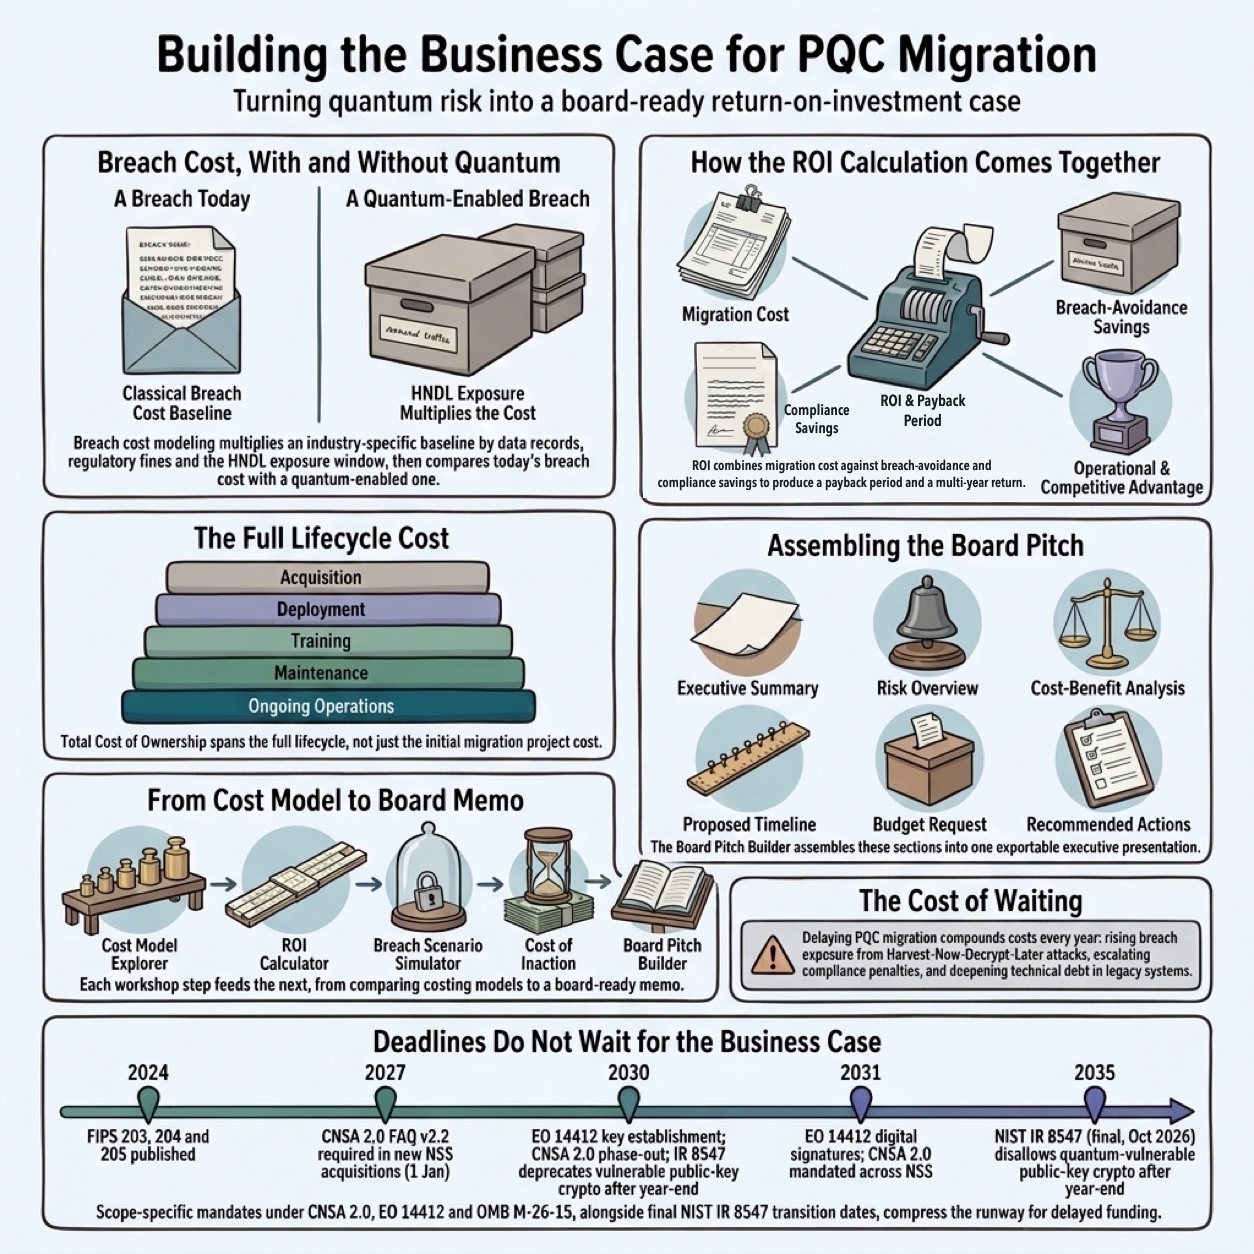 Building the Business Case for PQC Migration
Turning quantum risk into a board-ready return-on-investment case
Breach Cost, With and Without Quantum
A Breach Today
A Quantum-Enabled Breach
Classical Breach
Cost Baseline
HNDL Exposure
Multiplies the Cost
Breach cost modeling multiplies an industry-specific baseline by data records,
regulatory fines and the HNDL exposure window, then compares today's breach
cost with a quantum-enabled one.
How the ROI Calculation Comes Together
Migration Cost
Breach-Avoidance
Savings
Compliance
Savings
ROI & Payback
Period
Operational &
Competitive Advantage
ROI combines migration cost against breach-avoidance and
compliance savings to produce a payback period and a multi-year return.
The Full Lifecycle Cost
Acquisition
Deployment
Training
Maintenance
Ongoing Operations
Total Cost of Ownership spans the full lifecycle, not just the initial migration project cost.
Assembling the Board Pitch
Executive Summary
Risk Overview
Cost-Benefit Analysis
Proposed Timeline
Budget Request
Recommended Actions
The Board Pitch Builder assembles these sections into one exportable executive presentation.
From Cost Model to Board Memo
Cost Model
Explorer
ROI
Calculator
Breach Scenario
Simulator
Cost of
Inaction
Board Pitch
Builder
Each workshop step feeds the next, from comparing costing models to a board-ready memo.
The Cost of Waiting
Delaying PQC migration compounds costs every year: rising breach
exposure from Harvest-Now-Decrypt-Later attacks, escalating
compliance penalties, and deepening technical debt in legacy systems.
Deadlines Do Not Wait for the Business Case
2024
FIPS 203, 204 and
205 published
2027
CNSA 2.0 FAQ v2.2
required in new NSS
acquisitions (1 Jan)
2030
EO 14412 key establishment;
CNSA 2.0 phase-out; IR 8547
deprecates vulnerable public-key
crypto after year-end
2031
EO 14412 digital
signatures; CNSA 2.0
mandated across NSS
2035
NIST IR 8547 (final, Oct 2026)
disallows quantum-vulnerable
public-key crypto after
year-end
Scope-specific mandates under CNSA 2.0, EO 14412 and OMB M-26-15, alongside final NIST IR 8547 transition dates, compress the runway for delayed funding.